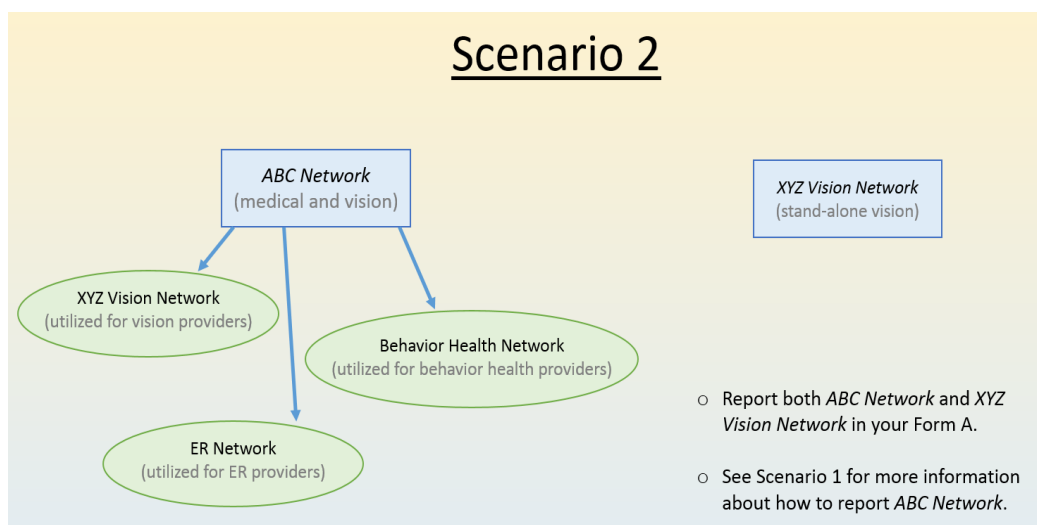 Scenario 2
ABC Network
(medical and vision)
XYZ Vision Network
(stand-alone vision)
XYZ Vision Network
(utilized for vision providers)
Behavior Health Network
(utilized for behavior health providers)
ER Network
(utilized for ER providers)
○ Report both ABC Network and XYZ
Vision Network in your Form A.
○ See Scenario 1 for more information
about how to report ABC Network.